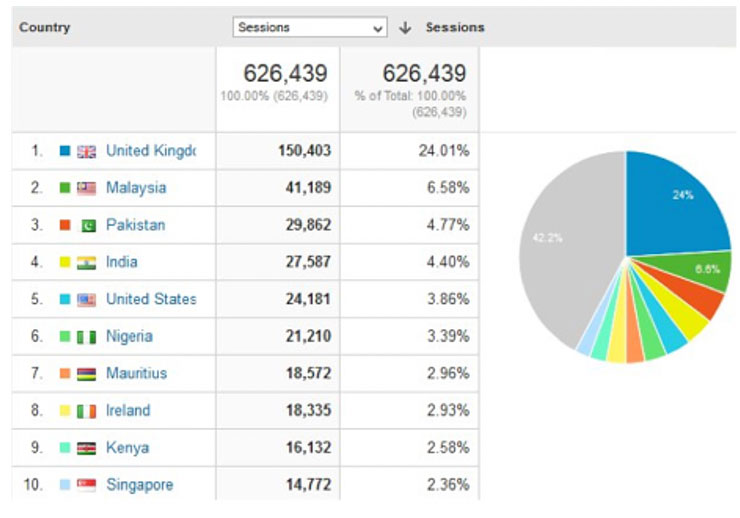 Country Sessions Sessions
626,439 626,439
100.00% (626,439) % of Total: 100.00%
(626,439)
1. United Kingdo 150,403 24.01%
2. Malaysia 41,189 6.58%
3. Pakistan 29,862 4.77%
4. India 27,587 4.40%
5. United States 24,181 3.86%
6. Nigeria 21,210 3.39%
7. Mauritius 18,572 2.96%
8. Ireland 18,335 2.93%
9. Kenya 16,132 2.58%
10. Singapore 14,772 2.36%
24%
42.2%
6.6%